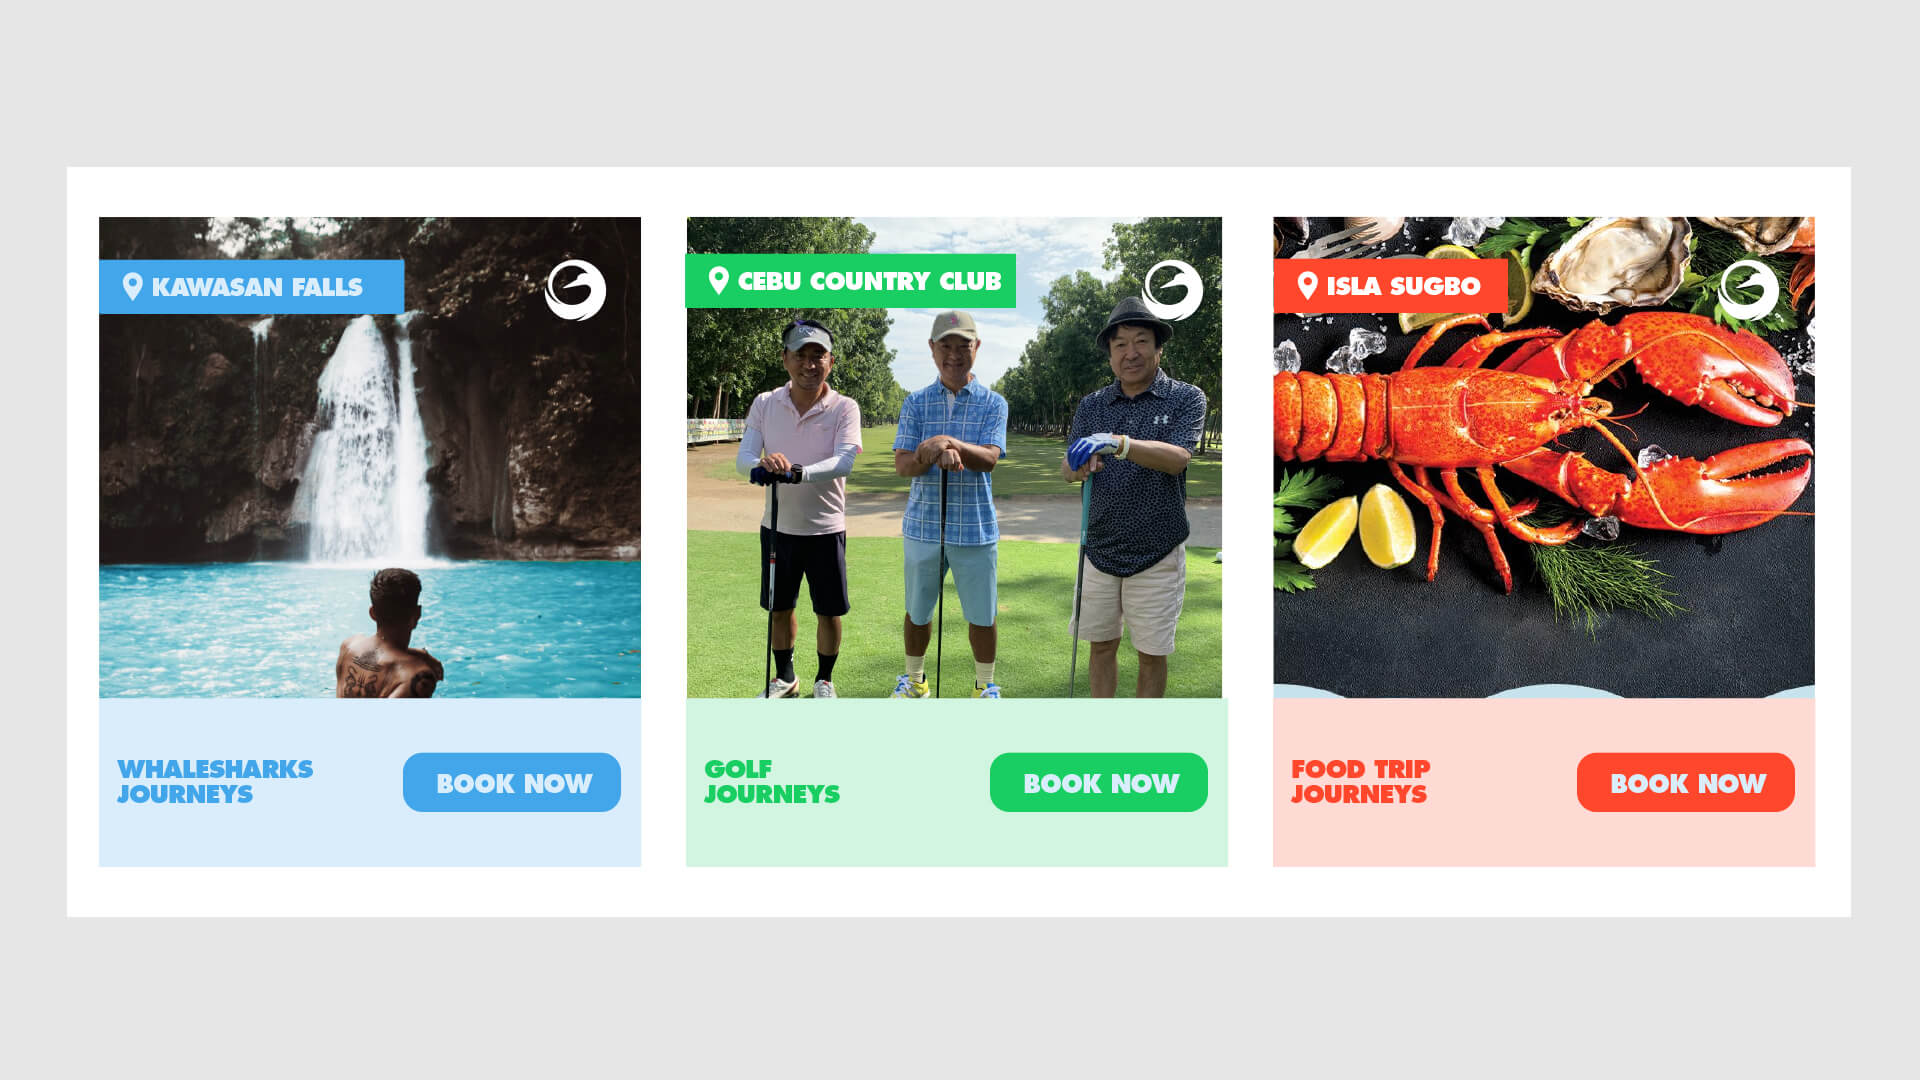 KAWASAN FALLS
WHALESHARKS
JOURNEYS
BOOK NOW
CEBU COUNTRY CLUB
GOLF
JOURNEYS
BOOK NOW
ISLA SUGBO
FOOD TRIP
JOURNEYS
BOOK NOW